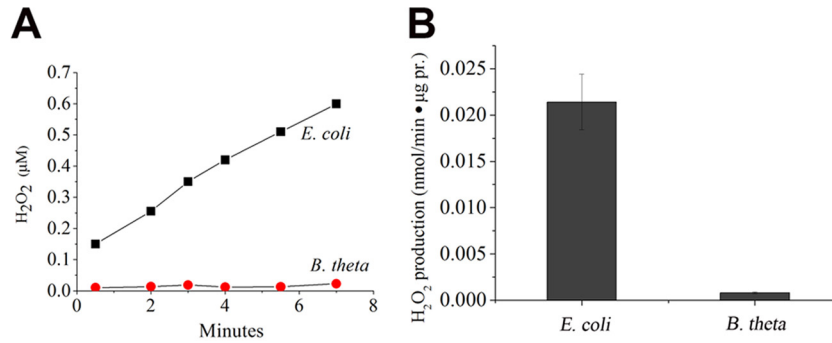 A
H2O2 (μM)
0.7
0.6
0.5
0.4
0.3
0.2
0.1
0.0
E. coli
B. theta
0 2 4 6 8
Minutes
B
H2O2 production (nmol/min • μg pr.)
0.025
0.020
0.015
0.010
0.005
0.000
E. coli B. theta